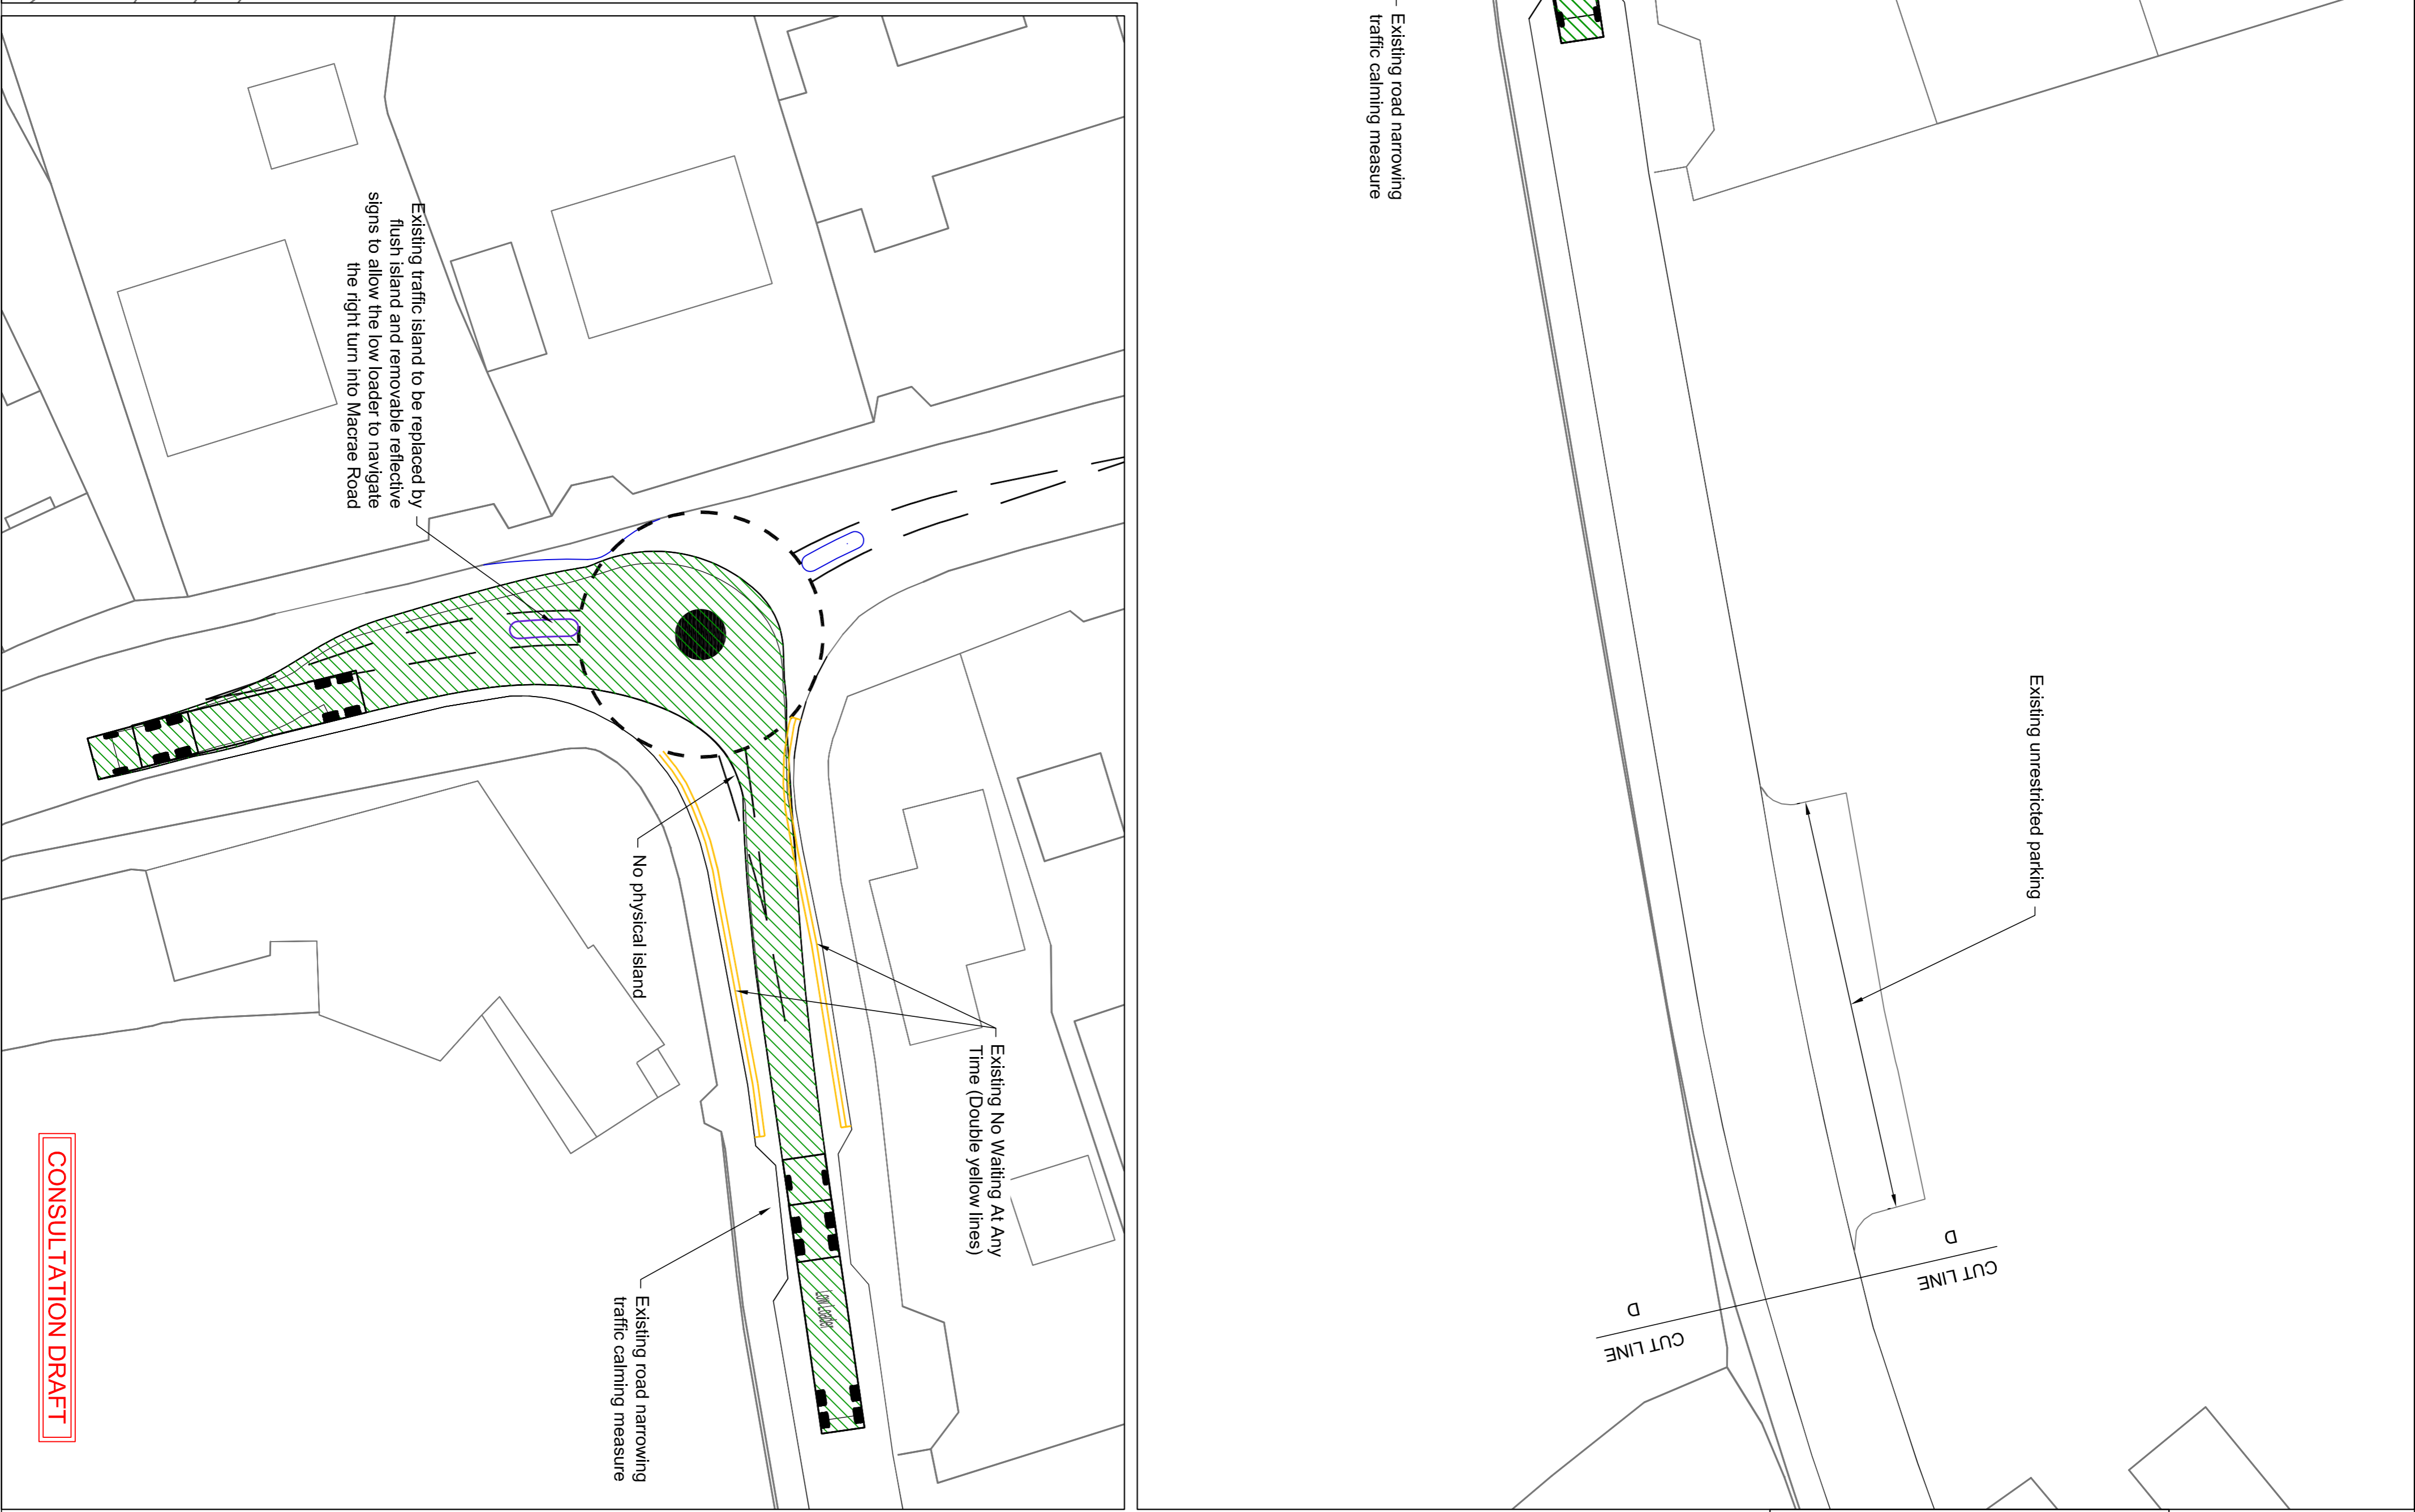 Existing road narrowing
traffic calming measure
Existing traffic island to be replaced by
flush island and removable reflective
signs to allow the low loader to navigate
the right turn into Macrae Road
Existing unrestricted parking
No physical island
Existing No Waiting At Any
Time (Double yellow lines)
D
CUT LINE
D
CUT LINE
Low Loader
Existing road narrowing
traffic calming measure
CONSULTATION DRAFT